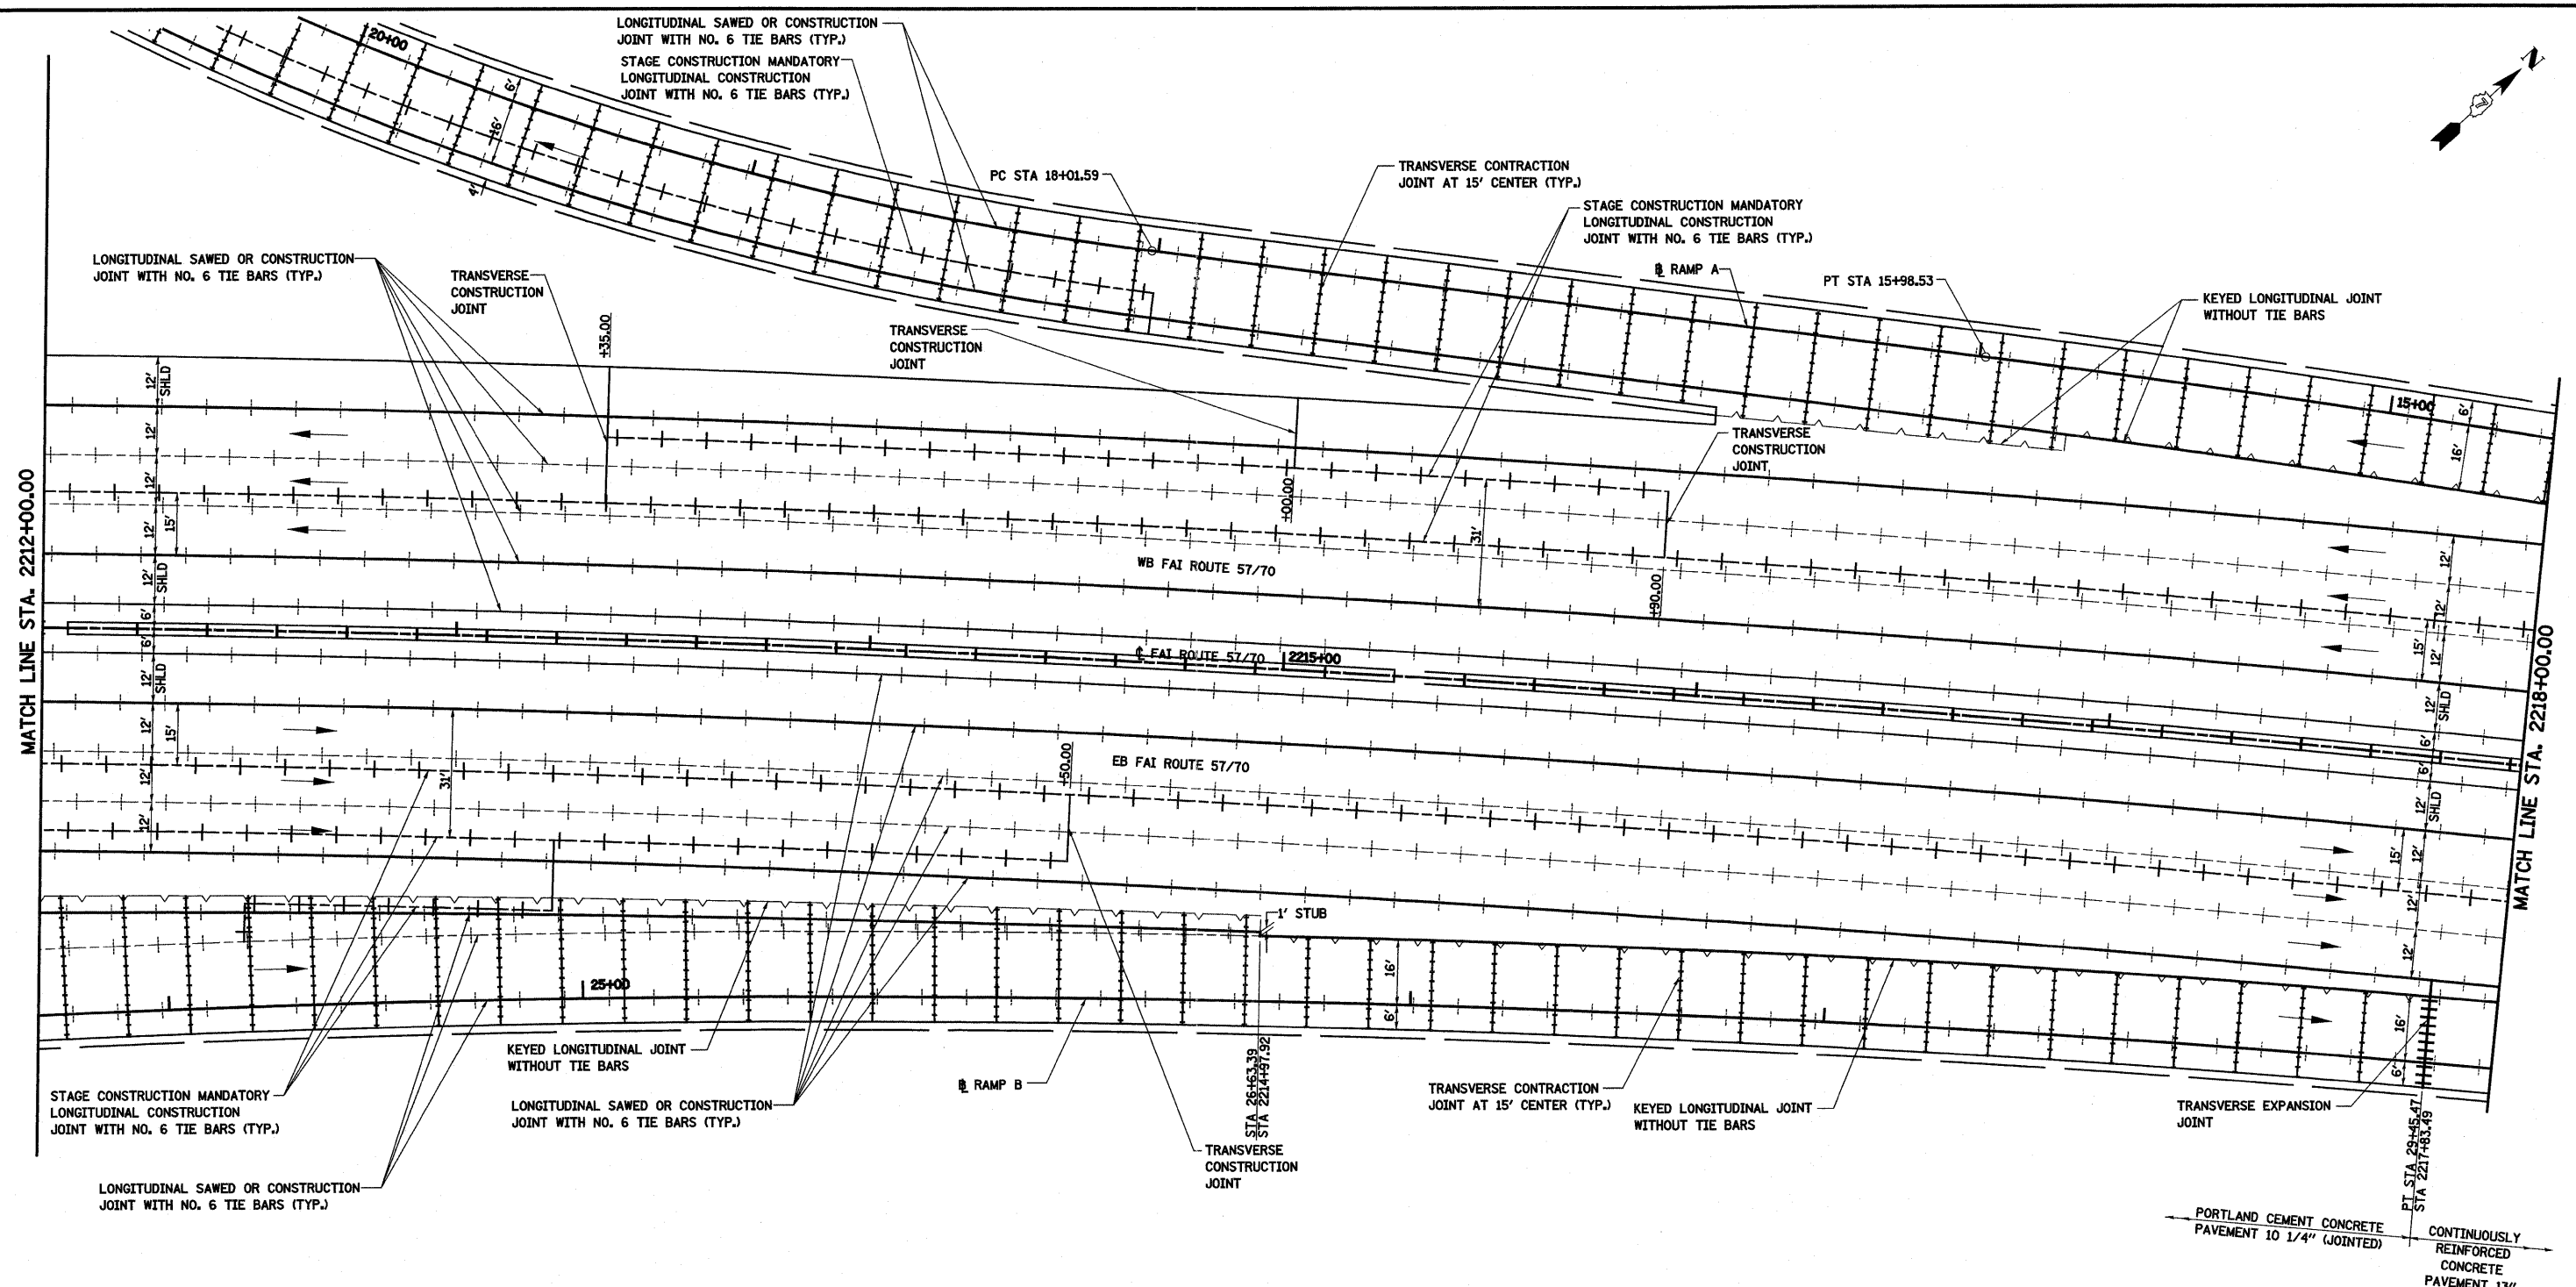 LONGITUDINAL SAWED OR CONSTRUCTION
JOINT WITH NO. 6 TIE BARS (TYP.)
STAGE CONSTRUCTION MANDATORY
LONGITUDINAL CONSTRUCTION
JOINT WITH NO. 6 TIE BARS (TYP.)
20+00
6'
16'
4'
N
PC STA 18+01.59
TRANSVERSE CONTRACTION
JOINT AT 15' CENTER (TYP.)
STAGE CONSTRUCTION MANDATORY
LONGITUDINAL CONSTRUCTION
JOINT WITH NO. 6 TIE BARS (TYP.)
℄ RAMP A
PT STA 15+98.53
KEYED LONGITUDINAL JOINT
WITHOUT TIE BARS
LONGITUDINAL SAWED OR CONSTRUCTION
JOINT WITH NO. 6 TIE BARS (TYP.)
TRANSVERSE
CONSTRUCTION
JOINT
+35.00
TRANSVERSE
CONSTRUCTION
JOINT
15+00
6'
16'
TRANSVERSE
CONSTRUCTION
JOINT
+00.00
31'
+90.00
12'
SHLD
12'
12'
12'
15'
12'
SHLD
6'
6'
12'
SHLD
12'
15'
12'
12'
31'
MATCH LINE STA. 2212+00.00
WB FAI ROUTE 57/70
℄ FAI ROUTE 57/70
2215+00
EB FAI ROUTE 57/70
+50.00
12'
12'
15'
12'
12'
SHLD
6'
6'
12'
SHLD
15'
12'
12'
12'
MATCH LINE STA. 2218+00.00
1' STUB
25+00
16'
6'
16'
6'
KEYED LONGITUDINAL JOINT
WITHOUT TIE BARS
℄ RAMP B
STA 26+63.39
STA 2214+97.92
STAGE CONSTRUCTION MANDATORY
LONGITUDINAL CONSTRUCTION
JOINT WITH NO. 6 TIE BARS (TYP.)
LONGITUDINAL SAWED OR CONSTRUCTION
JOINT WITH NO. 6 TIE BARS (TYP.)
TRANSVERSE CONTRACTION
JOINT AT 15' CENTER (TYP.)
KEYED LONGITUDINAL JOINT
WITHOUT TIE BARS
TRANSVERSE EXPANSION
JOINT
TRANSVERSE
CONSTRUCTION
JOINT
LONGITUDINAL SAWED OR CONSTRUCTION
JOINT WITH NO. 6 TIE BARS (TYP.)
PT STA 29+45.47
STA 2217+83.49
PORTLAND CEMENT CONCRETE
PAVEMENT 10 1/4" (JOINTED)
CONTINUOUSLY
REINFORCED
CONCRETE
PAVEMENT 13"